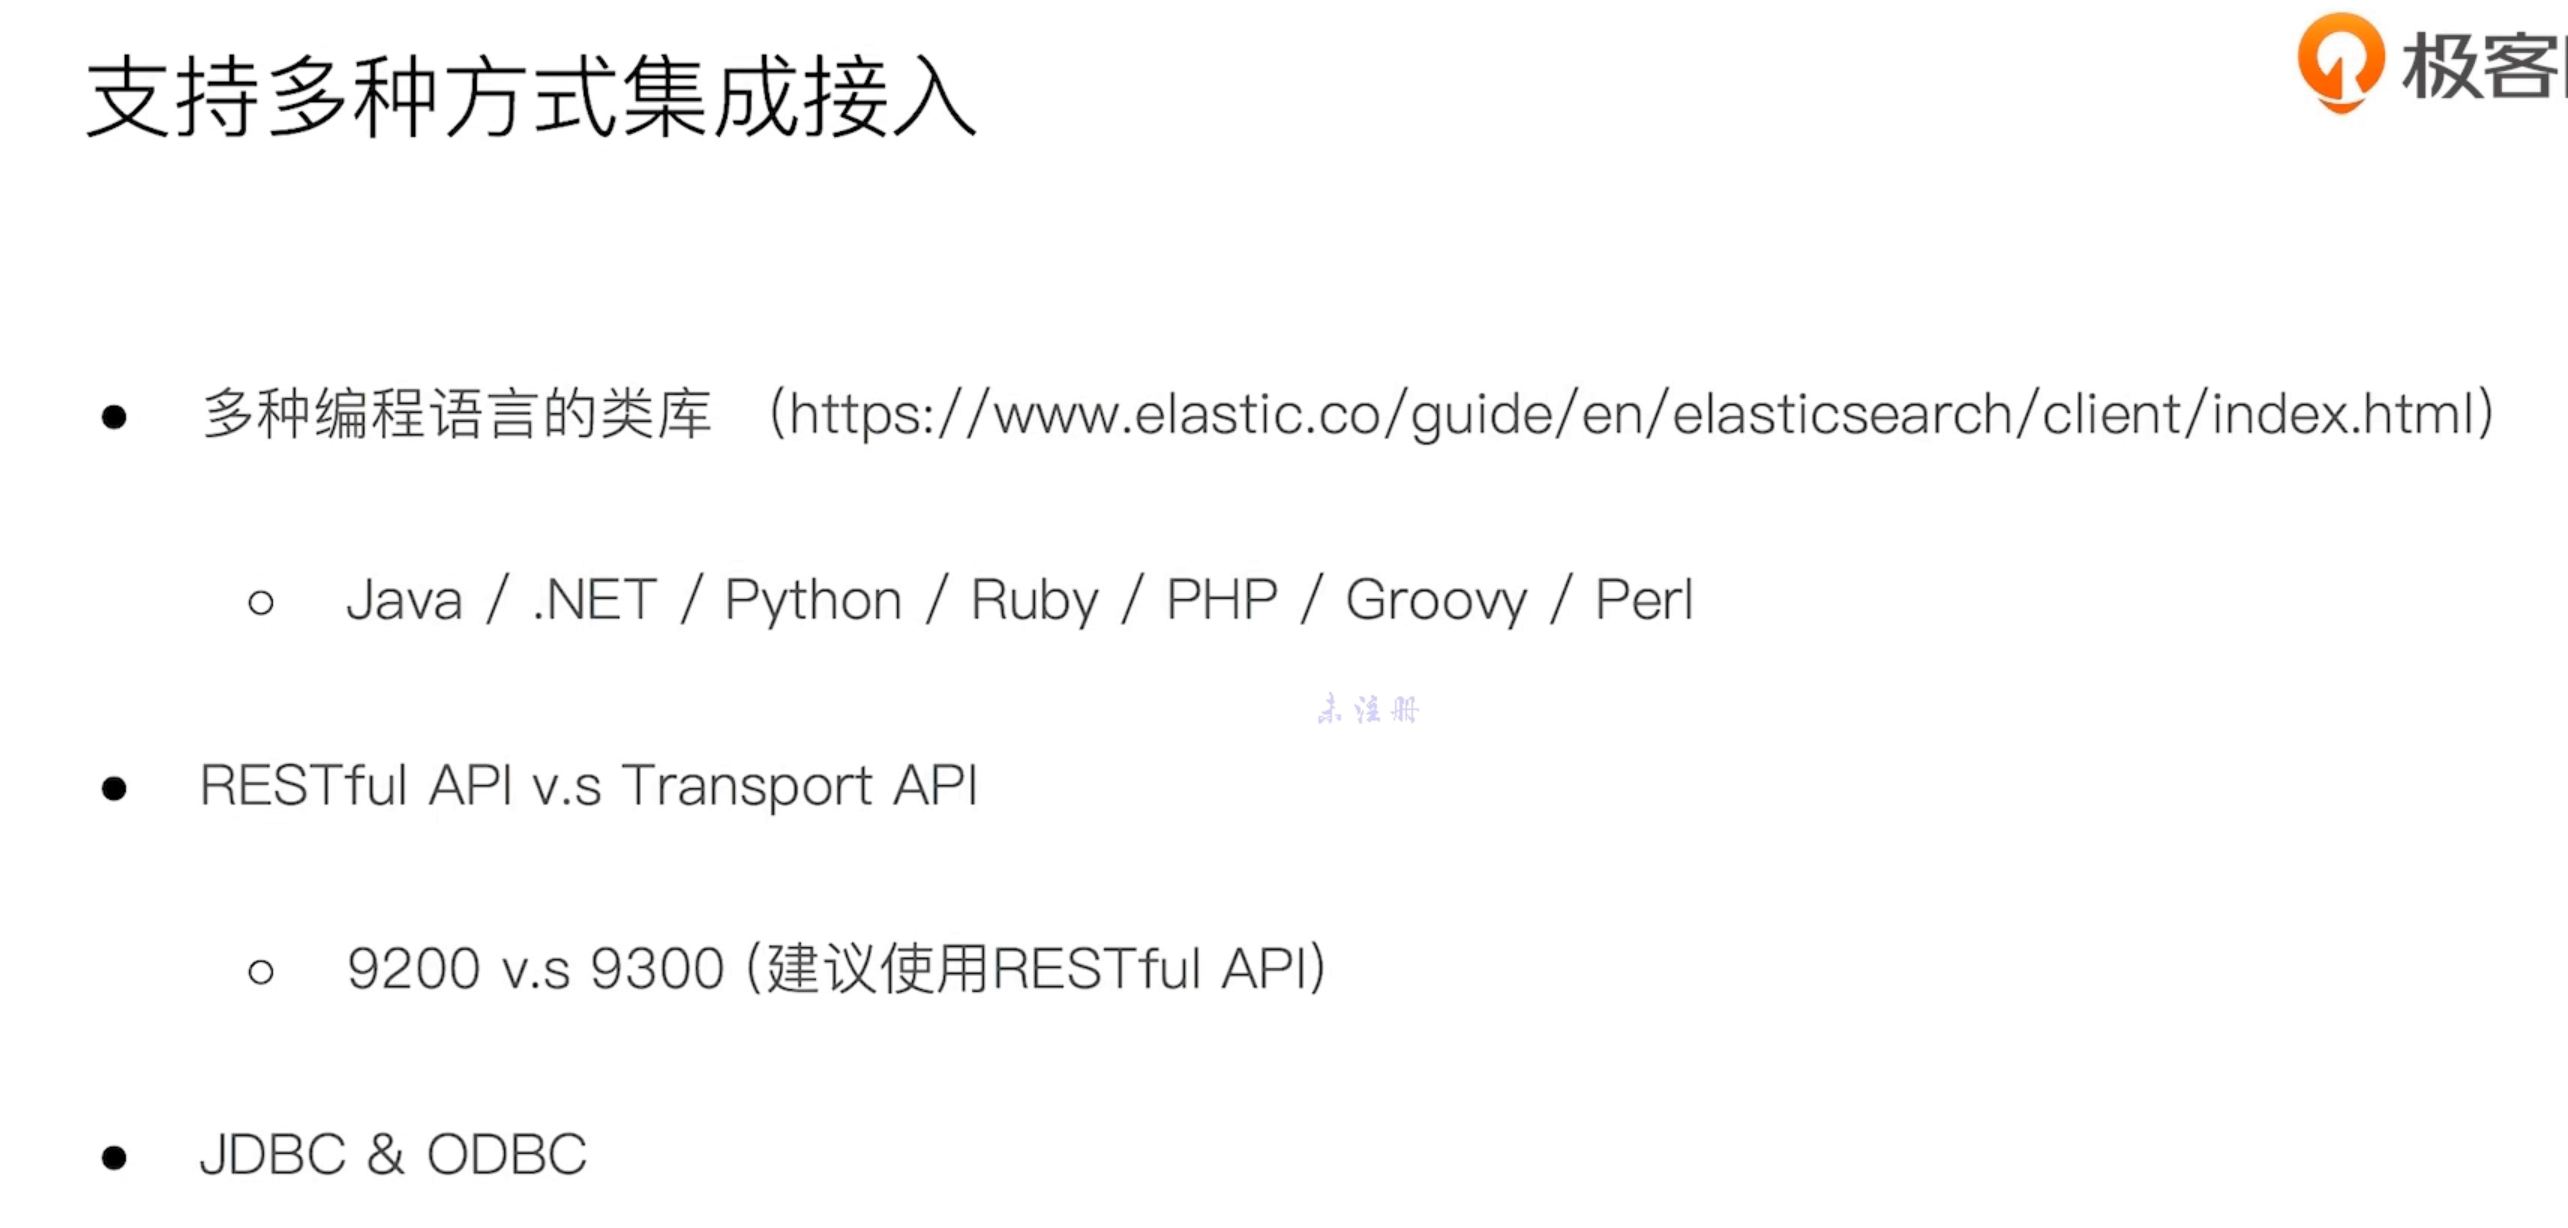 支持多种方式集成接入
极客
多种编程语言的类库 (https://www.elastic.co/guide/en/elasticsearch/client/index.html)
Java / .NET / Python / Ruby / PHP / Groovy / Perl
未注册
RESTful API v.s Transport API
9200 v.s 9300 (建议使用RESTful API)
JDBC & ODBC